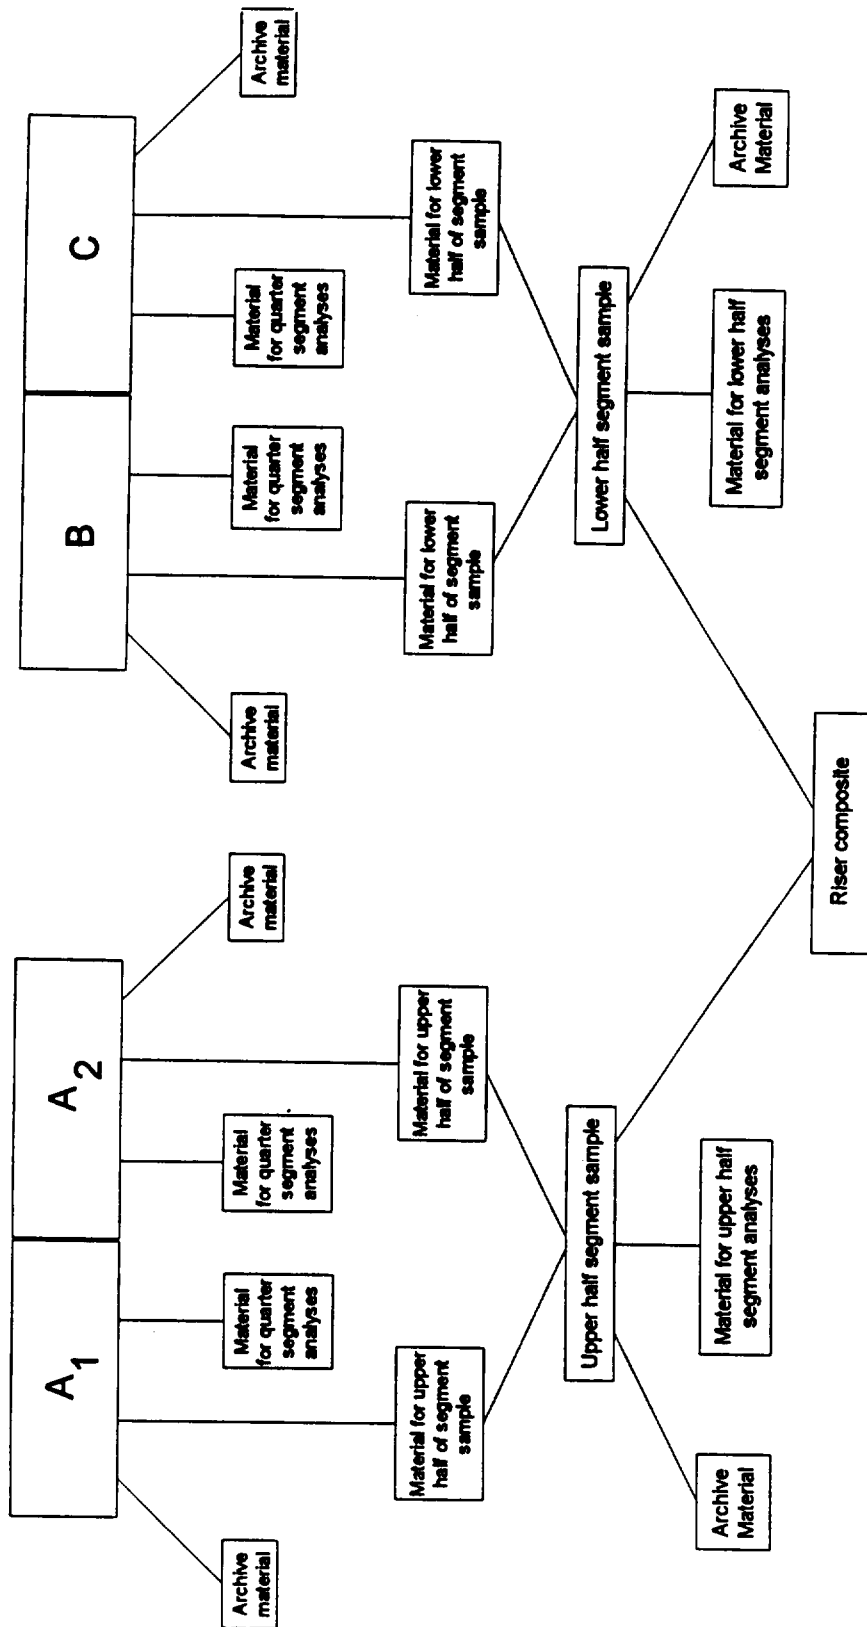 A1
A2
B
C
Archive
material
Material
for quarter
segment
analyses
Material
for quarter
segment
analyses
Archive
material
Archive
material
Material
for quarter
segment
analyses
Material
for quarter
segment
analyses
Archive
material
Material for upper
half of segment
sample
Material for upper
half of segment
sample
Material for lower
half of segment
sample
Material for lower
half of segment
sample
Upper half segment sample
Lower half segment sample
Archive
Material
Material for upper half
segment analyses
Material for lower half
segment analyses
Archive
Material
Riser composite